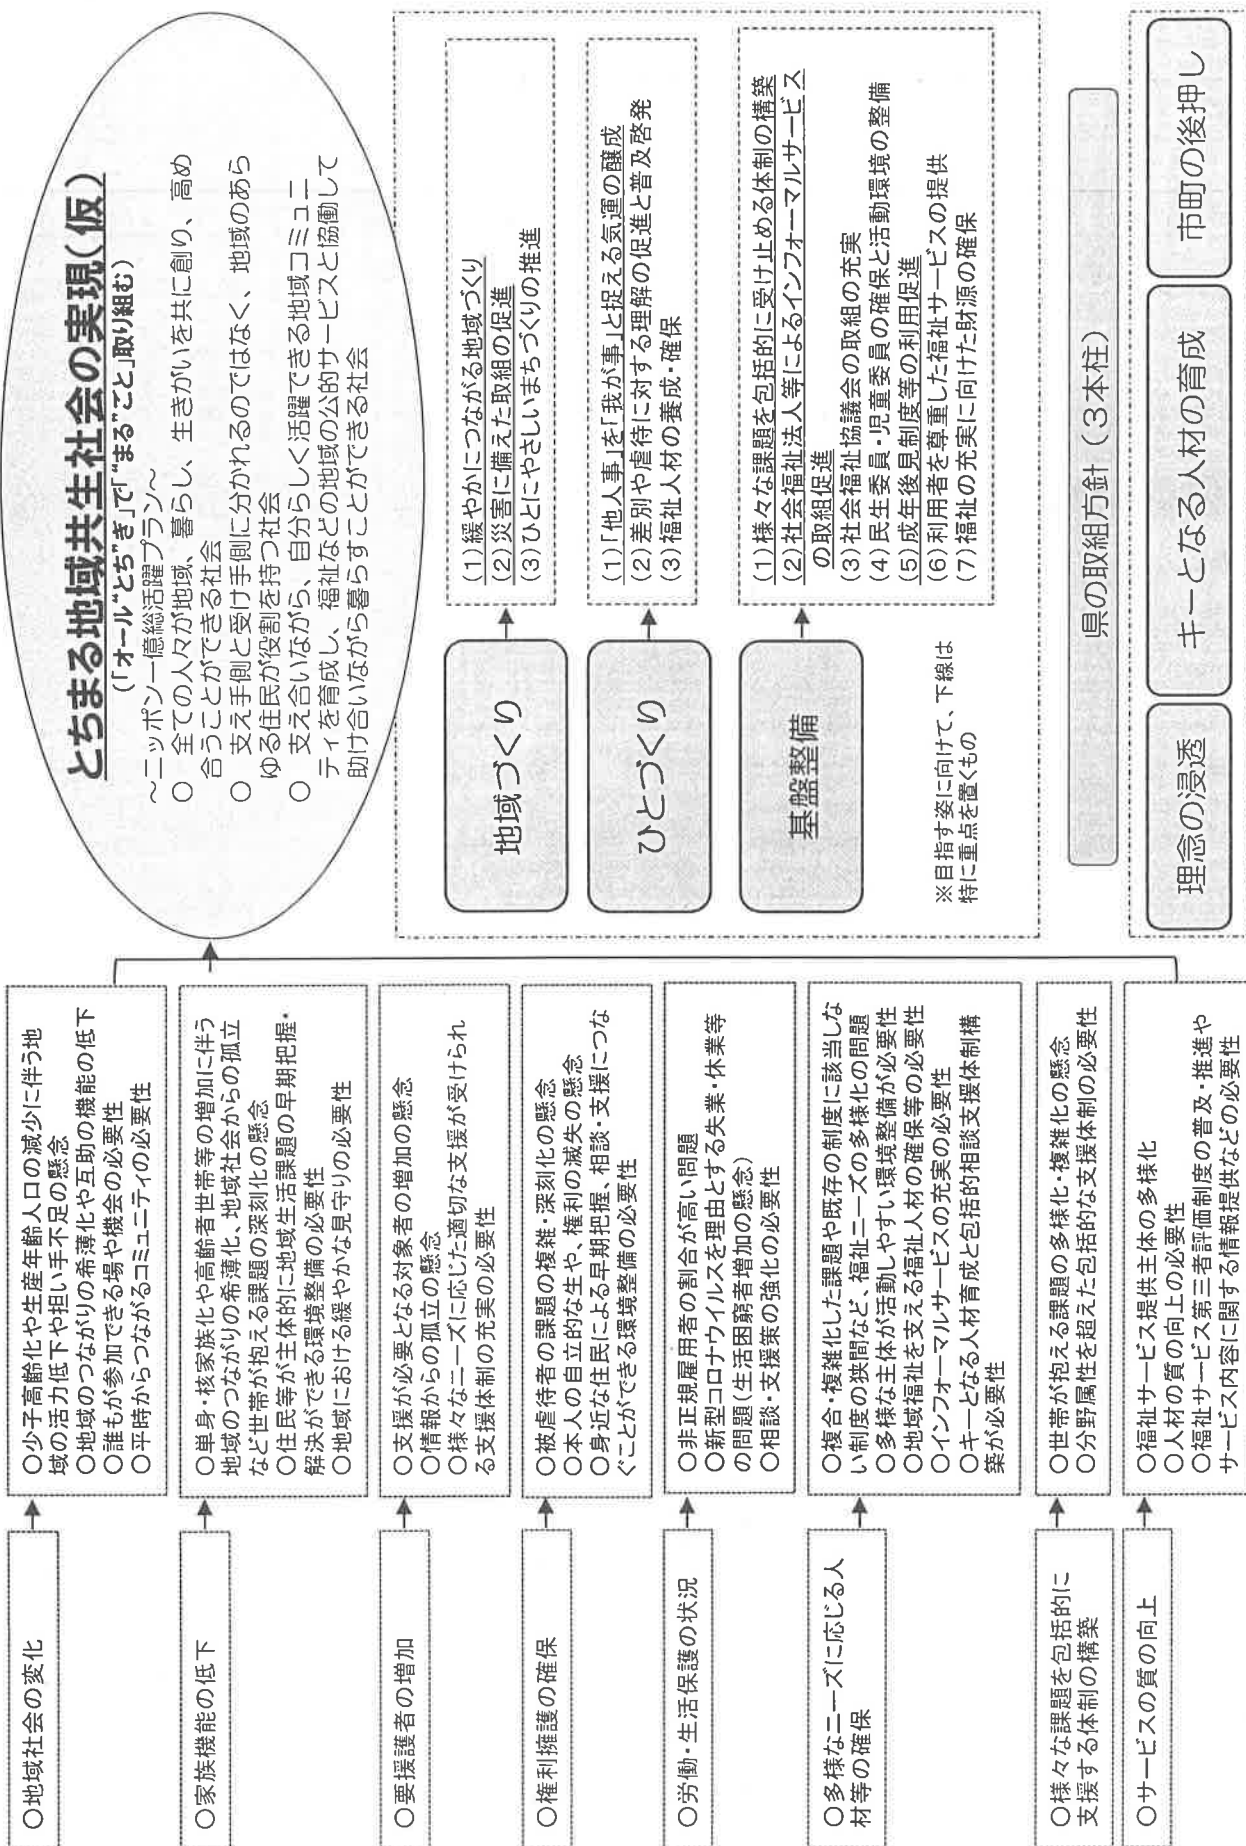 ○地域社会の変化
○少子高齢化や生産年齢人口の減少に伴う地
域の活力低下や担い手不足の懸念
○地域のつながりの希薄化や互助の機能の低下
○誰もが参加できる場や機会の必要性
○平時からつながるコミュニティの必要性
○家族機能の低下
○単身・核家族化や高齢者世帯等の増加に伴う
地域のつながりの希薄化、地域社会からの孤立
など世帯が抱える課題の深刻化の懸念
○住民等が主体的に地域生活課題の早期把握・
解決ができる環境整備の必要性
○地域における緩やかな見守りの必要性
○要援護者の増加
○支援が必要となる対象者の増加の懸念
○情報からの孤立の懸念
○様々なニーズに応じた適切な支援が受けられ
る支援体制の充実の必要性
○権利擁護の確保
○被虐待者の課題の複雑・深刻化の懸念
○本人の自立的な生や、権利の滅失の懸念
○身近な住民による早期把握、相談・支援につな
ぐことができる環境整備の必要性
○労働・生活保護の状況
○非正規雇用者の割合が高い問題
○新型コロナウイルスを理由とする失業・休業等
の問題(生活困窮者増加の懸念)
○相談・支援策の強化の必要性
○多様なニーズに応じる人
材等の確保
○複合・複雑化した課題や既存の制度に該当しな
い制度の狭間など、福祉ニーズの多様化の問題
○多様な主体が活動しやすい環境整備が必要性
○地域福祉を支える福祉人材の確保等の必要性
○インフォーマルサービスの充実の必要性
○キーとなる人材育成と包括的相談支援体制構
築が必要性
○様々な課題を包括的に
支援する体制の構築
○世帯が抱える課題の多様化・複雑化の懸念
○分野属性を超えた包括的な支援体制の必要性
○サービスの質の向上
○福祉サービス提供主体の多様化
○人材の質の向上の必要性
○福祉サービス第三者評価制度の普及・推進や
サービス内容に関する情報提供などの必要性
とちまる地域共生社会の実現(仮)
(「オール“とち”ぎ」で「“まる”ごと」取り組む)
~ニッポン一億総活躍プラン~
○ 全ての人々が地域、暮らし、生きがいを共に創り、高め
合うことができる社会
○ 支え手側と受け手側に分かれるのではなく、地域のあら
ゆる住民が役割を持つ社会
○ 支え合いながら、自分らしく活躍できる地域コミュニ
ティを育成し、福祉などの地域の公的サービスと協働して
助け合いながら暮らすことができる社会
地域づくり
(1)緩やかにつながる地域づくり
(2)災害に備えた取組の促進
(3)ひとにやさしいまちづくりの推進
ひとづくり
(1)「他人事」を「我が事」と捉える気運の醸成
(2)差別や虐待に対する理解の促進と普及啓発
(3)福祉人材の養成・確保
基盤整備
(1)様々な課題を包括的に受け止める体制の構築
(2)社会福祉法人等によるインフォーマルサービス
の取組促進
(3)社会福祉協議会の取組の充実
(4)民生委員・児童委員の確保と活動環境の整備
(5)成年後見制度等の利用促進
(6)利用者を尊重した福祉サービスの提供
(7)福祉の充実に向けた財源の確保
※目指す姿に向けて、下線は
特に重点を置くもの
県の取組方針(3本柱)
理念の浸透
キーとなる人材の育成
市町の後押し